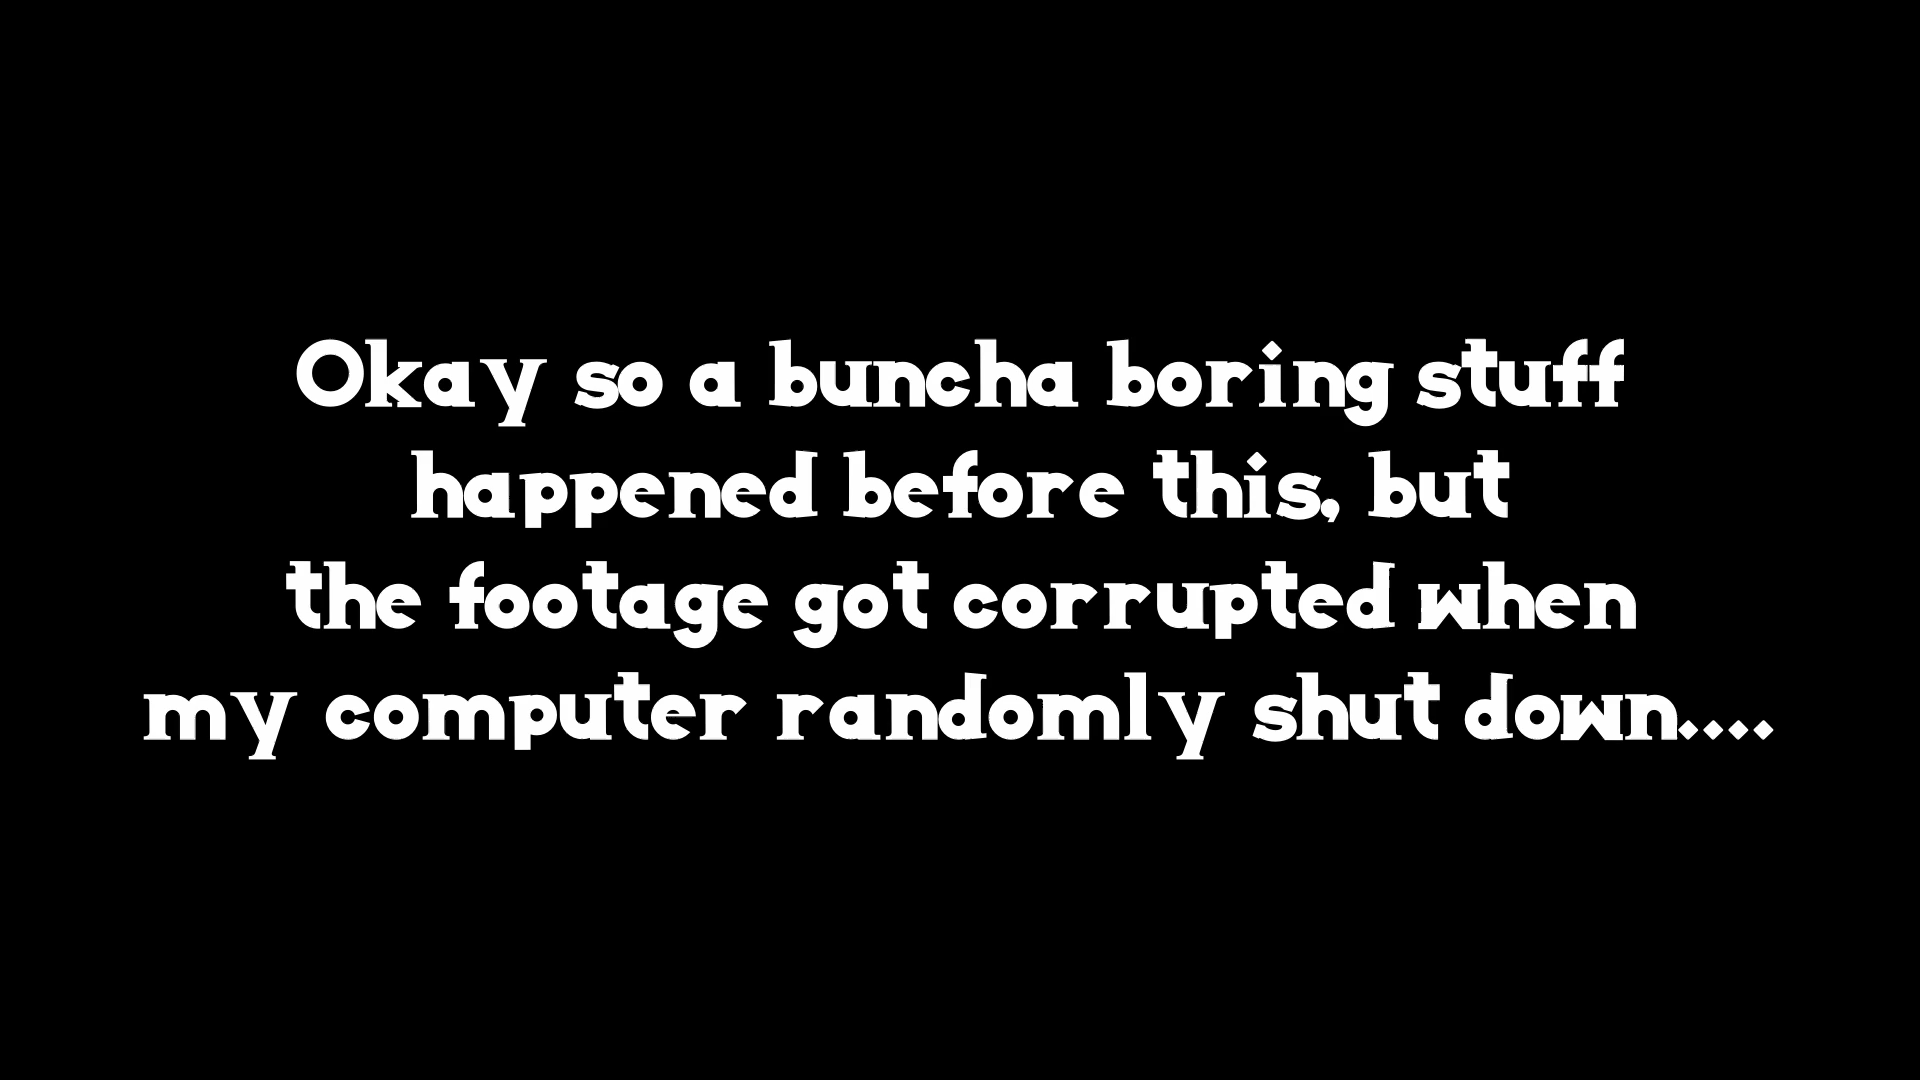 Okay so a buncha boring stuff
happened before this, but
the footage got corrupted when
my computer randomly shut down....